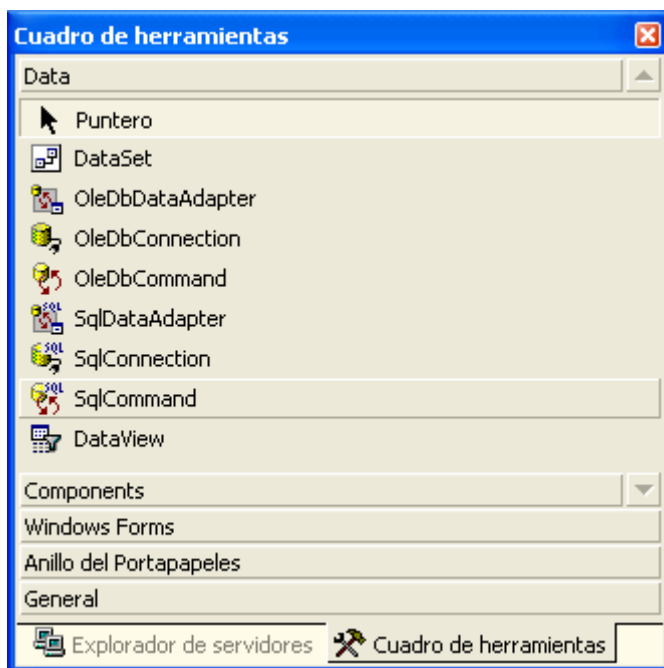 Cuadro de herramientas
Data
Puntero
DataSet
OleDbDataAdapter
OleDbConnection
OleDbCommand
SqlDataAdapter
SqlConnection
SqlCommand
DataView
Components
Windows Forms
Anillo del Portapapeles
General
Explorador de servidores Cuadro de herramientas